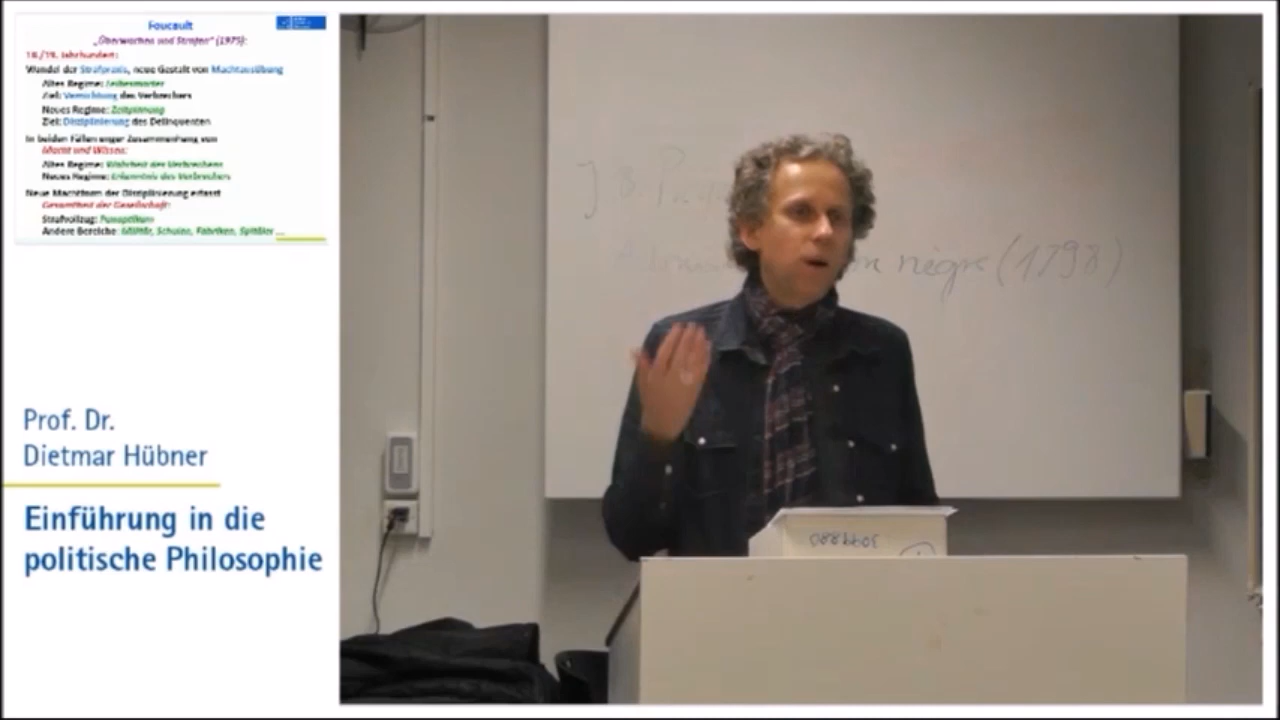 Foucault
„Überwachen und Strafen“ (1975):
18./19. Jahrhundert:
Wandel der Strafpraxis, neue Gestalt von Machtausübung
Altes Regime: Leibesmarter
Ziel: Vernichtung des Verbrechers
Neues Regime: Zeitplanung
Ziel: Disziplinierung des Delinquenten
In beiden Fällen enger Zusammenhang von
Macht und Wissen:
Altes Regime: Wahrheit des Verbrechens
Neues Regime: Erkenntnis des Verbrechers
Neue Machtform der Disziplinierung erfasst
Gesamtheit der Gesellschaft:
Strafvollzug: Panoptikum
Andere Bereiche: Militär, Schulen, Fabriken, Spitäler ...
Prof. Dr.
Dietmar Hübner
Einführung in die
politische Philosophie
J. B.
nègre (1798)